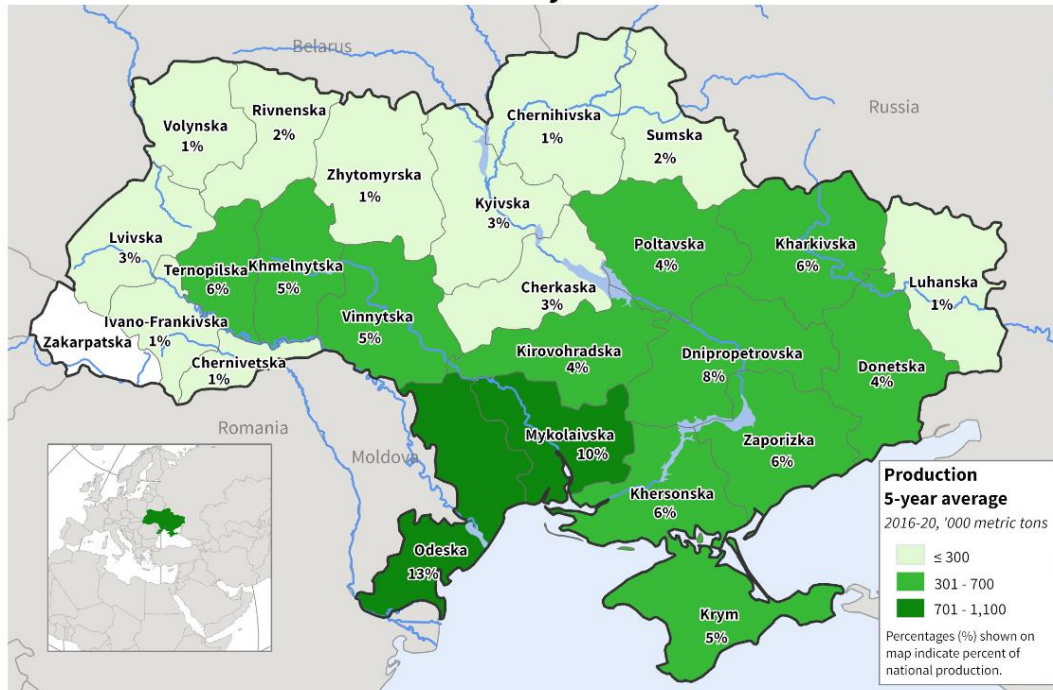 Belarus
Russia
Volynska
1%
Rivnenska
2%
Zhytomyrska
1%
Chernihivska
1%
Sumska
2%
Kyivska
3%
Lvivska
3%
Ternopilska
6%
Khmelnytska
5%
Vinnytska
5%
Cherkaska
3%
Poltavska
4%
Kharkivska
6%
Luhanska
1%
Zakarpatska
Ivano-Frankivska
1%
Chernivetska
1%
Kirovohradska
4%
Dnipropetrovska
8%
Donetska
4%
Romania
Moldova
Mykolaivska
10%
Zaporizka
6%
Khersonska
6%
Odeska
13%
Krym
5%
Production
5-year average
2016-20, '000 metric tons
≤ 300
301 - 700
701 - 1,100
Percentages (%) shown on
map indicate percent of
national production.